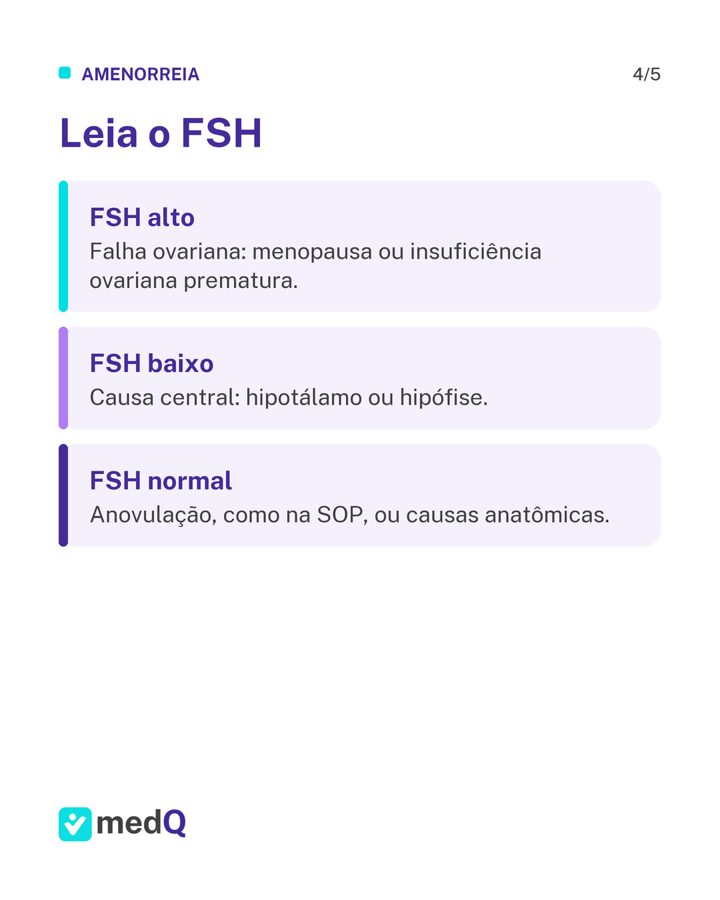 AMENORREIA
4/5
Leia o FSH
FSH alto
Falha ovariana: menopausa ou insuficiência
ovariana prematura.
FSH baixo
Causa central: hipotálamo ou hipófise.
FSH normal
Anovulação, como na SOP, ou causas anatômicas.
medQ